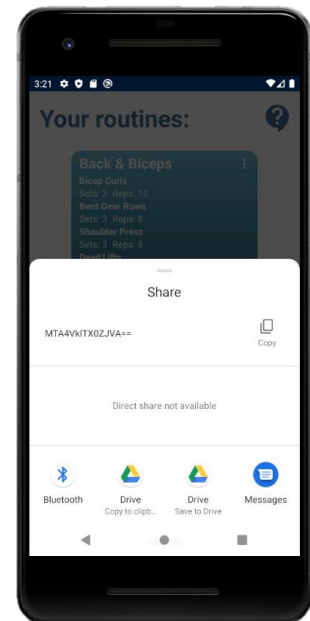 3:21
Your routines:
Back & Biceps
Bicep Curls
Sets: 3 Reps: 10
Bent Over Rows
Sets: 3 Reps: 8
Shoulder Press
Sets: 3 Reps: 8
Dead Lifts
Share
MTA4VklTX0ZJVA==
Copy
Direct share not available
Bluetooth
Drive
Copy to clipb...
Drive
Save to Drive
Messages